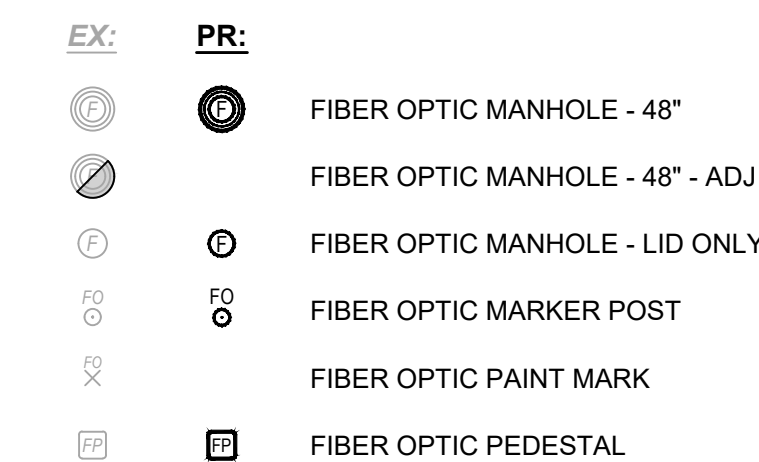 EX: PR:
F F FIBER OPTIC MANHOLE - 48"
FIBER OPTIC MANHOLE - 48" - ADJ
F F FIBER OPTIC MANHOLE - LID ONLY
FO FO FIBER OPTIC MARKER POST
FO FIBER OPTIC PAINT MARK
FP FP FIBER OPTIC PEDESTAL